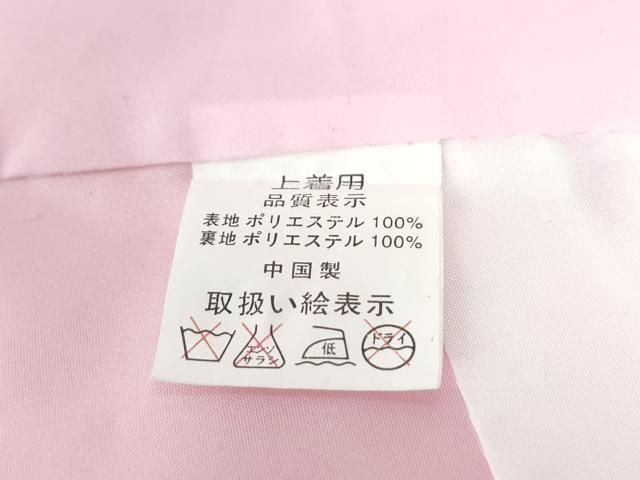 上着用
品質表示
表地 ポリエステル 100%
裏地 ポリエステル 100%
中国製
取扱い絵表示
エンソ
サラシ
低
ドライ